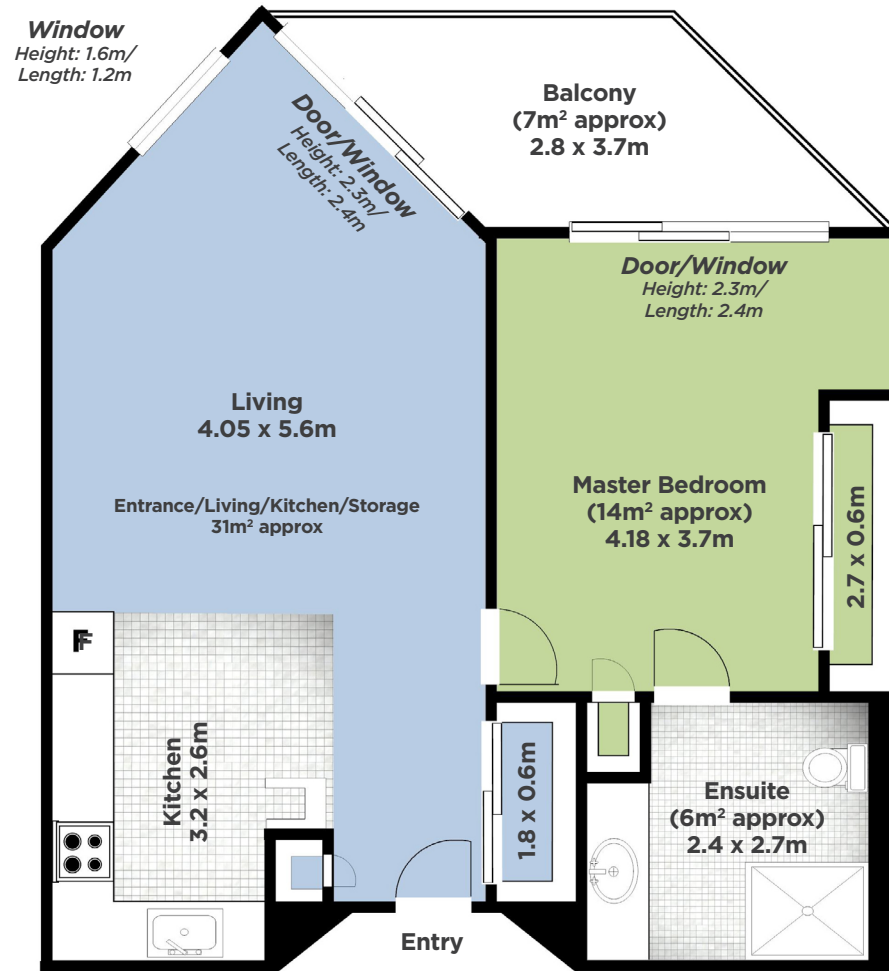 Window
Height: 1.6m/
Length: 1.2m
Balcony
(7m² approx)
2.8 x 3.7m
Door/Window
Height: 2.3m/
Length: 2.4m
Door/Window
Height: 2.3m/
Length: 2.4m
Living
4.05 x 5.6m
Entrance/Living/Kitchen/Storage
31m² approx
Master Bedroom
(14m² approx)
4.18 x 3.7m
2.7 x 0.6m
F
Kitchen
3.2 x 2.6m
1.8 x 0.6m
Ensuite
(6m² approx)
2.4 x 2.7m
Entry